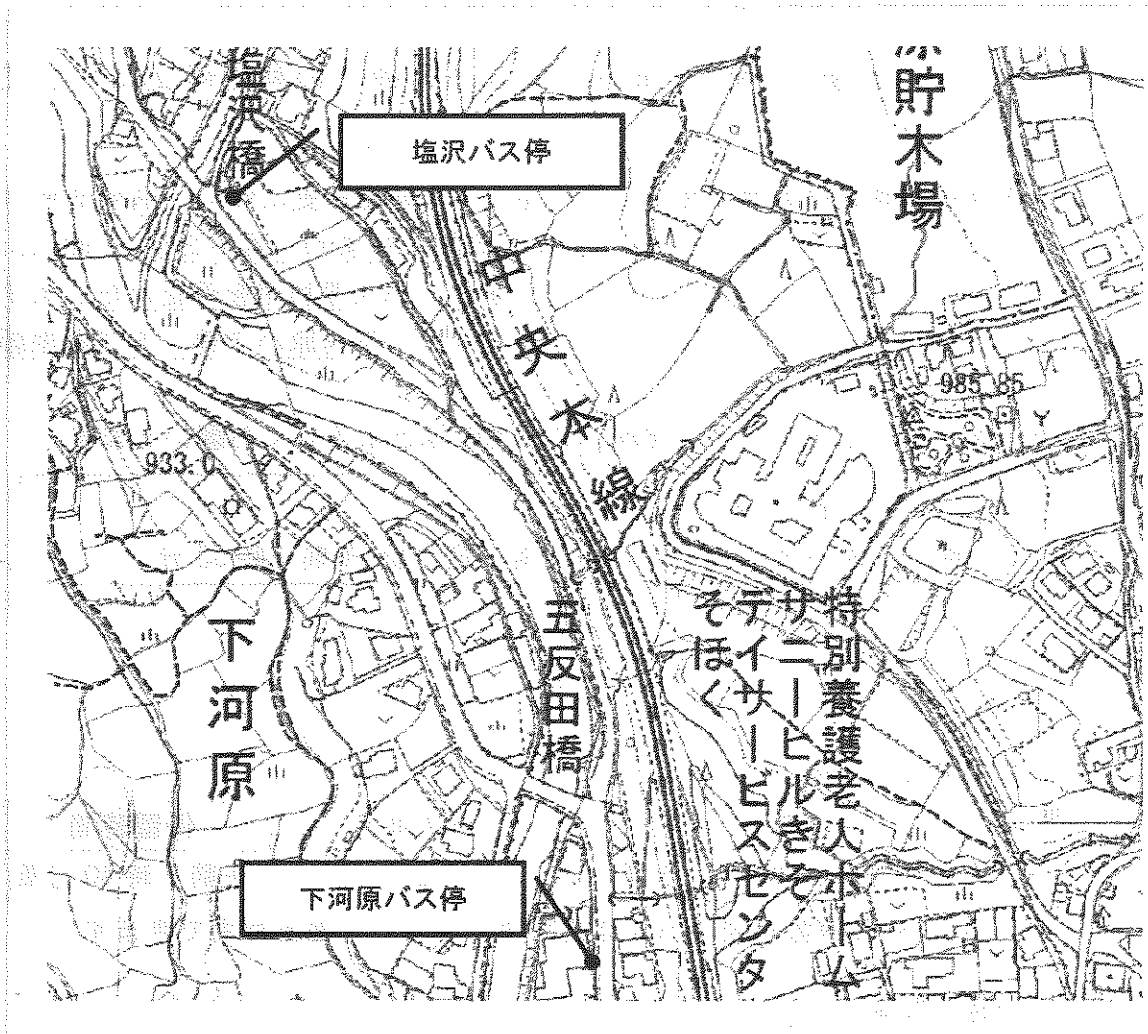 塩沢橋
塩沢バス停
原貯木場
中央本線
985.85
933.0
下河原
五反田橋
特別養護老人ホーム
サニーヒルきそ
デイサービスセンタ
そほく
下河原バス停